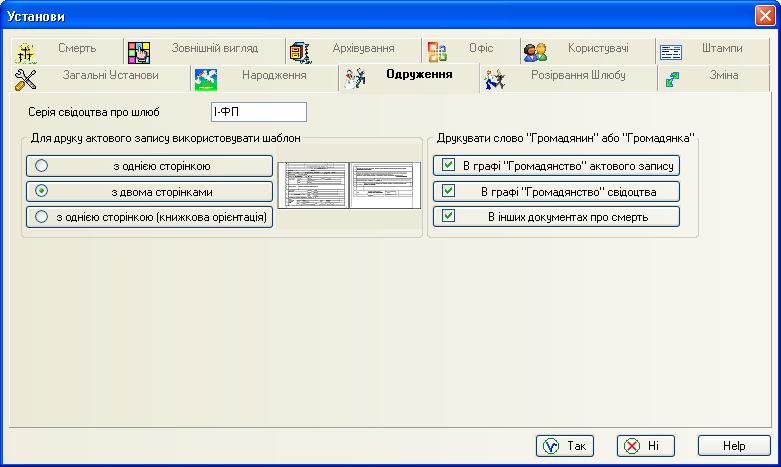 Установи
Смерть
Зовнішній вигляд
Архівування
Офіс
Користувачі
Штампи
Загальні Установи
Народження
Одруження
Розірвання Шлюбу
Зміна
Серія свідоцтва про шлюб
І-ФП
Для друку актового запису використовувати шаблон
з однією сторінкою
з двома сторінками
з однією сторінкою (книжкова орієнтація)
Друкувати слово "Громадянин" або "Громадянка"
В графі "Громадянство" актового запису
В графі "Громадянство" свідоцтва
В інших документах про смерть
Так
Ні
Help